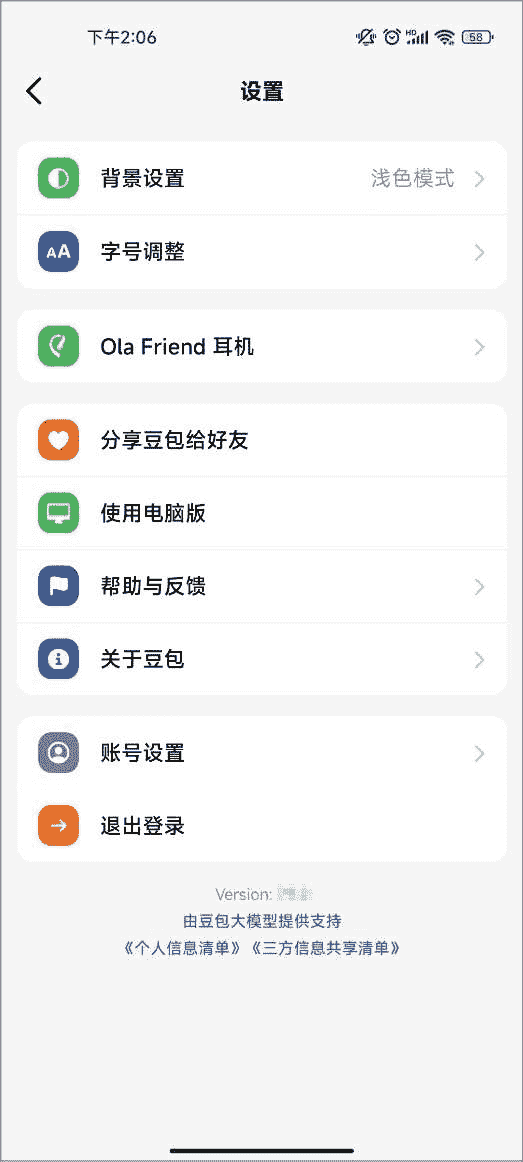 下午2:06
HD
58
设置
背景设置 浅色模式
AA
字号调整
Ola Friend 耳机
分享豆包给好友
使用电脑版
帮助与反馈
关于豆包
账号设置
退出登录
Version:
由豆包大模型提供支持
《个人信息清单》《三方信息共享清单》